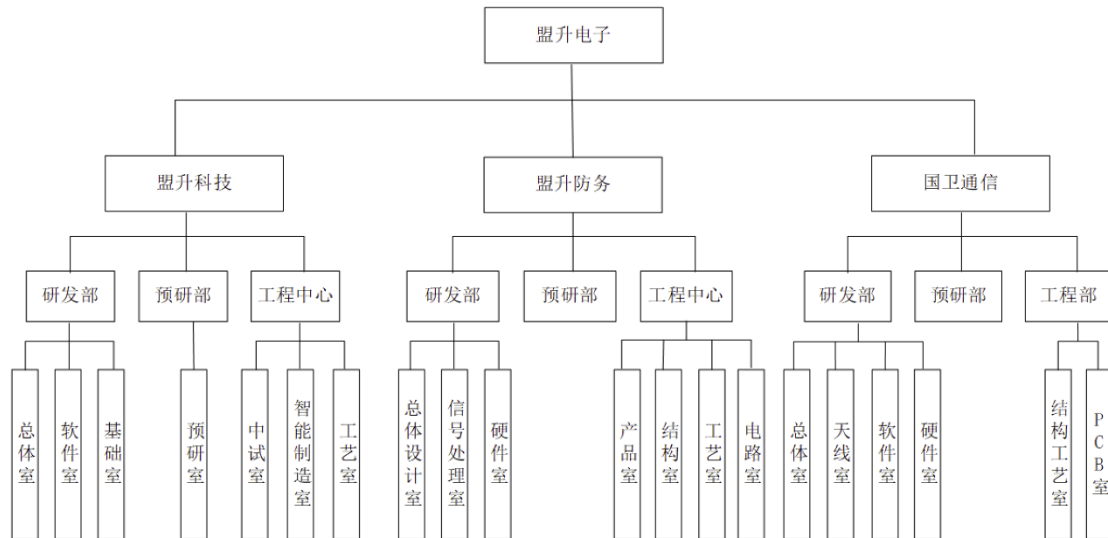 盟升电子
盟升科技
盟升防务
国卫通信
研发部
预研部
工程中心
研发部
预研部
工程中心
研发部
预研部
工程部
总体室
软件室
基础室
预研室
中试室
智能制造室
工艺室
总体设计室
信号处理室
硬件室
产品室
结构室
工艺室
电路室
总体室
天线室
软件室
硬件室
结构工艺室
PCB室